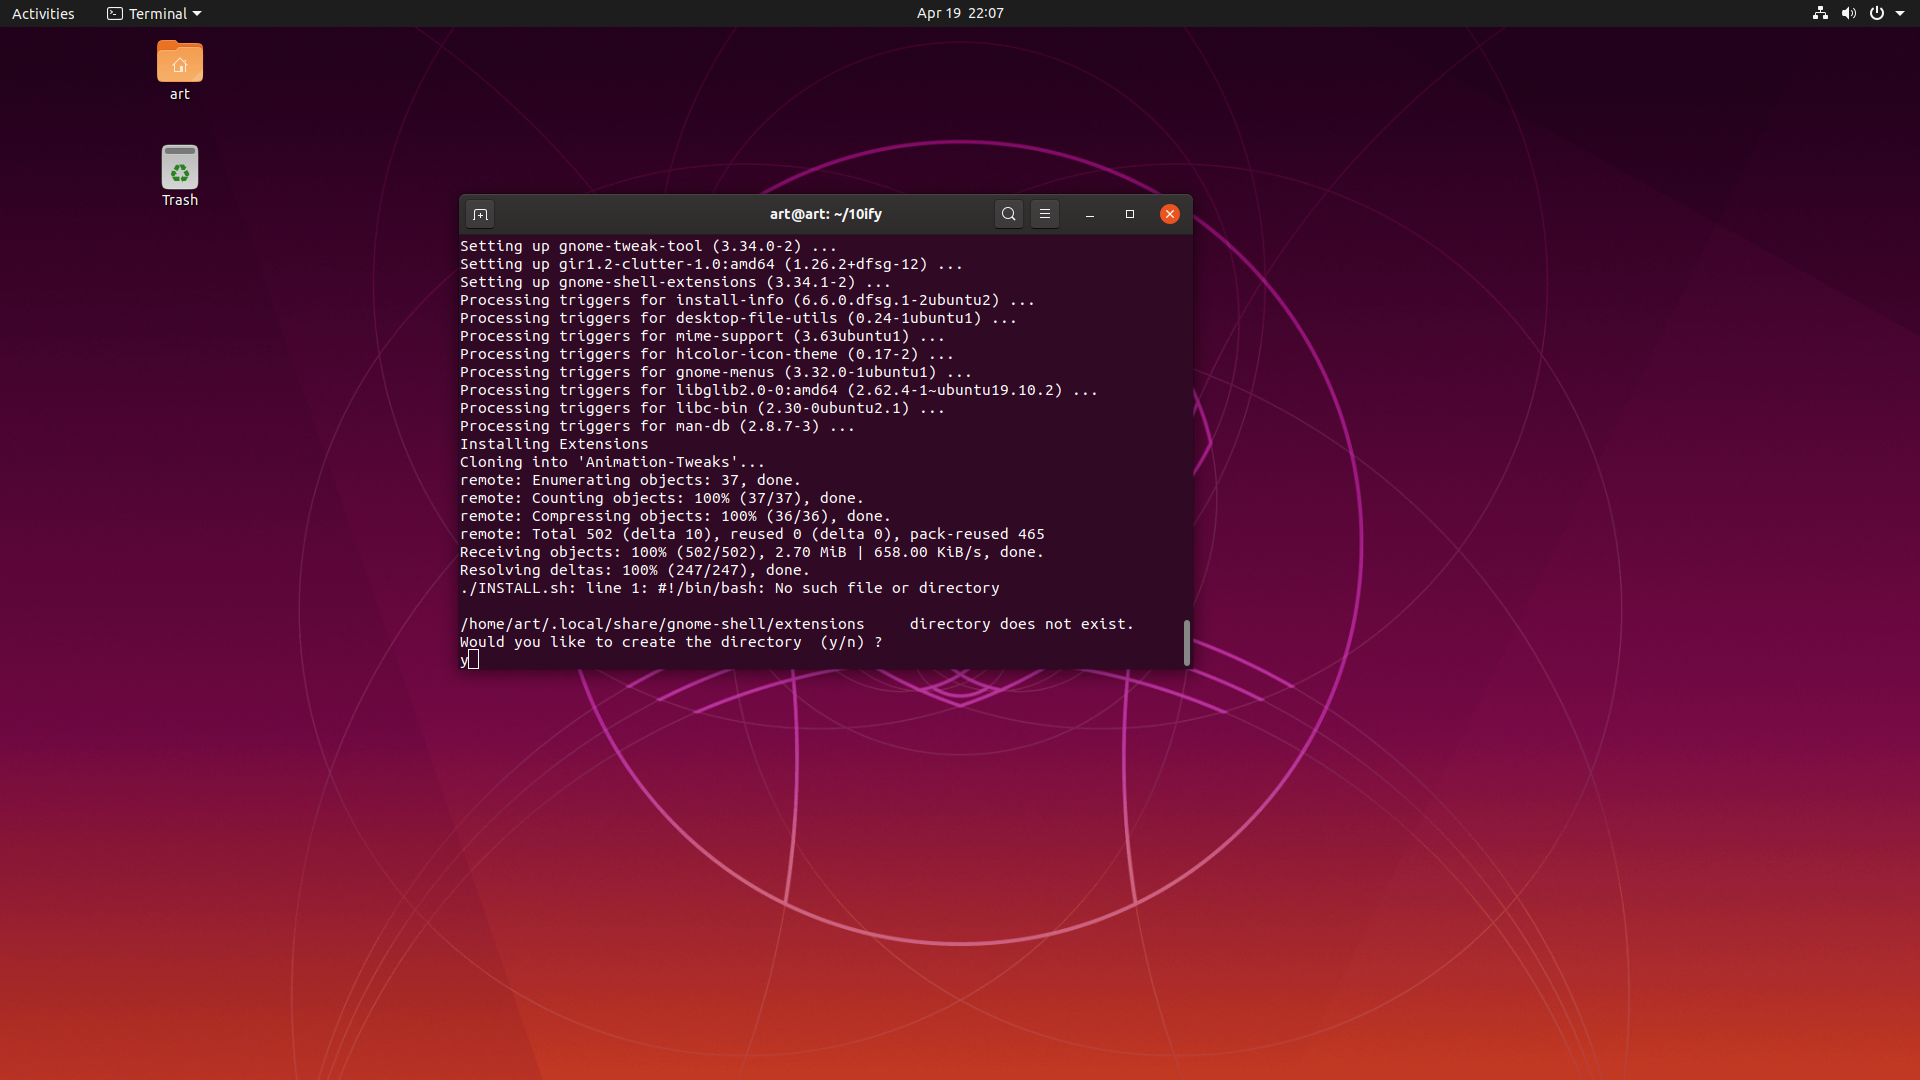 Activities
Terminal
Apr 19  22:07
art
Trash
art@art: ~/10ify
Setting up gnome-tweak-tool (3.34.0-2) ...
Setting up gir1.2-clutter-1.0:amd64 (1.26.2+dfsg-12) ...
Setting up gnome-shell-extensions (3.34.1-2) ...
Processing triggers for install-info (6.6.0.dfsg.1-2ubuntu2) ...
Processing triggers for desktop-file-utils (0.24-1ubuntu1) ...
Processing triggers for mime-support (3.63ubuntu1) ...
Processing triggers for hicolor-icon-theme (0.17-2) ...
Processing triggers for gnome-menus (3.32.0-1ubuntu1) ...
Processing triggers for libglib2.0-0:amd64 (2.62.4-1~ubuntu19.10.2) ...
Processing triggers for libc-bin (2.30-0ubuntu2.1) ...
Processing triggers for man-db (2.8.7-3) ...
Installing Extensions
Cloning into 'Animation-Tweaks'...
remote: Enumerating objects: 37, done.
remote: Counting objects: 100% (37/37), done.
remote: Compressing objects: 100% (36/36), done.
remote: Total 502 (delta 10), reused 0 (delta 0), pack-reused 465
Receiving objects: 100% (502/502), 2.70 MiB | 658.00 KiB/s, done.
Resolving deltas: 100% (247/247), done.
./INSTALL.sh: line 1: #!/bin/bash: No such file or directory
/home/art/.local/share/gnome-shell/extensions     directory does not exist.
Would you like to create the directory  (y/n) ?
y